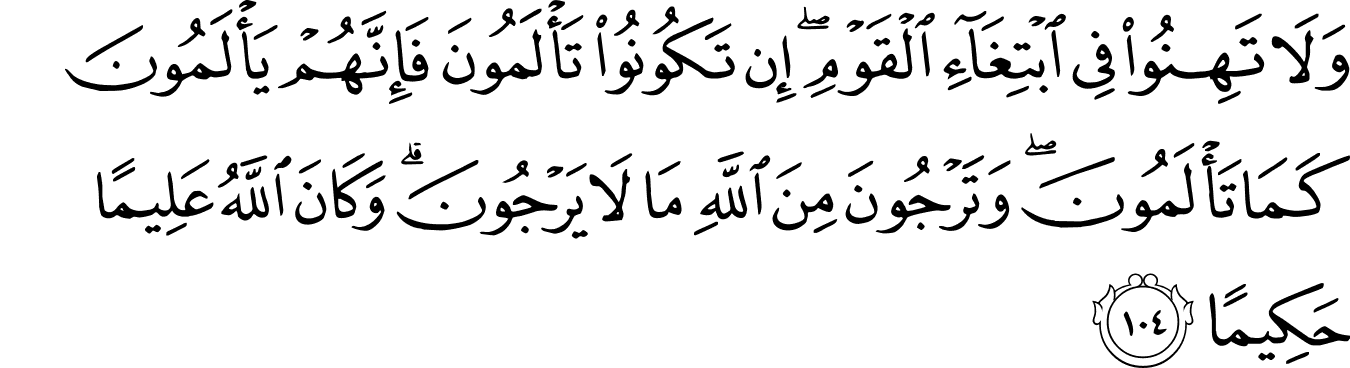 وَلَا تَهِنُوا۟ فِى ٱبْتِغَآءِ ٱلْقَوْمِ ۖ إِن تَكُونُوا۟ تَأْلَمُونَ فَإِنَّهُمْ يَأْلَمُونَ
كَمَا تَأْلَمُونَ ۖ وَتَرْجُونَ مِنَ ٱللَّهِ مَا لَا يَرْجُونَ ۗ وَكَانَ ٱللَّهُ عَلِيمًا
حَكِيمًا ١٠٤